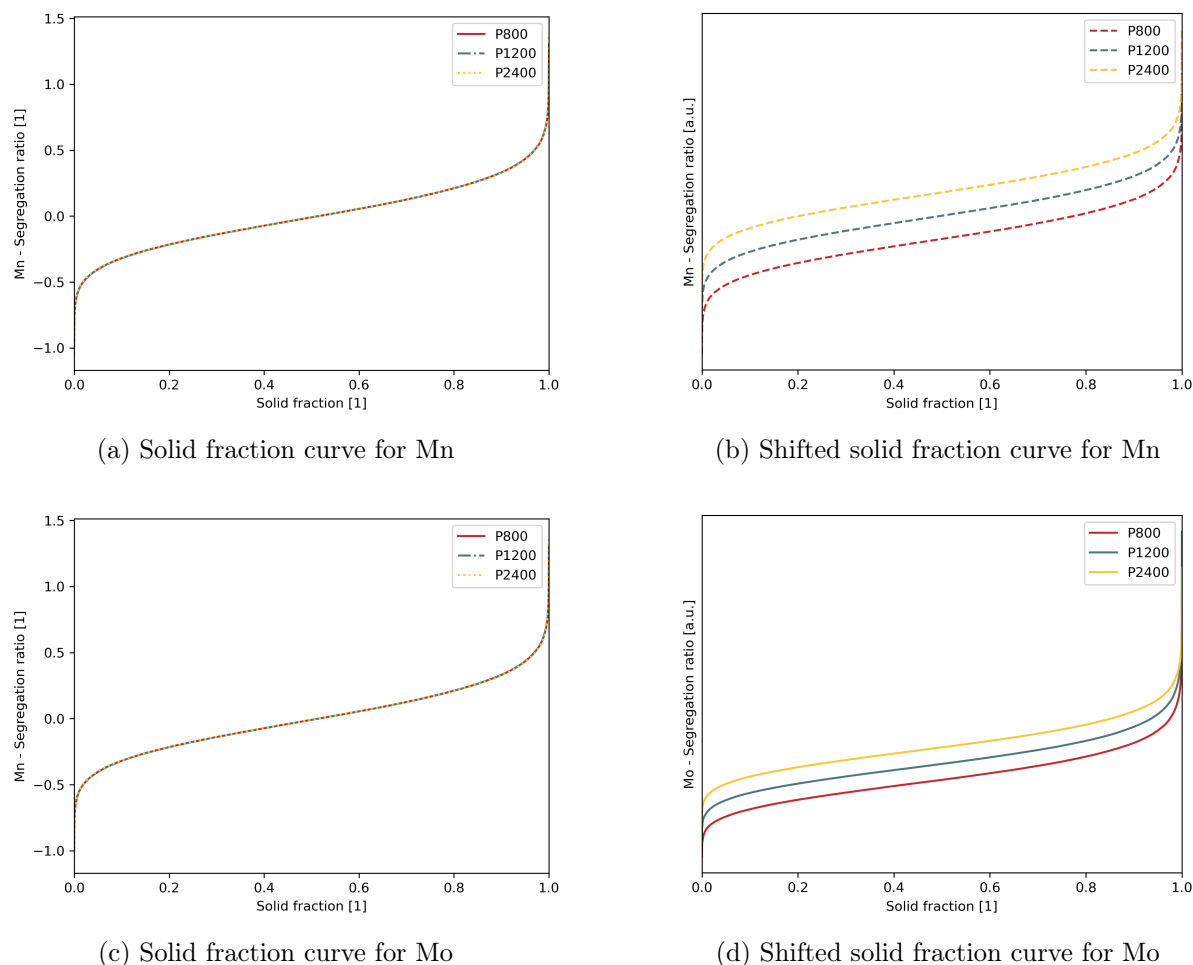 1.5
1.0
0.5
0.0
−0.5
−1.0
Mn - Segregation ratio [1]
P800
P1200
P2400
0.0 0.2 0.4 0.6 0.8 1.0
Solid fraction [1]
(a) Solid fraction curve for Mn
Mn - Segregation ratio [a.u.]
P800
P1200
P2400
0.0 0.2 0.4 0.6 0.8 1.0
Solid fraction [1]
(b) Shifted solid fraction curve for Mn
1.5
1.0
0.5
0.0
−0.5
−1.0
Mn - Segregation ratio [1]
P800
P1200
P2400
0.0 0.2 0.4 0.6 0.8 1.0
Solid fraction [1]
(c) Solid fraction curve for Mo
Mo - Segregation ratio [a.u.]
P800
P1200
P2400
0.0 0.2 0.4 0.6 0.8 1.0
Solid fraction [1]
(d) Shifted solid fraction curve for Mo